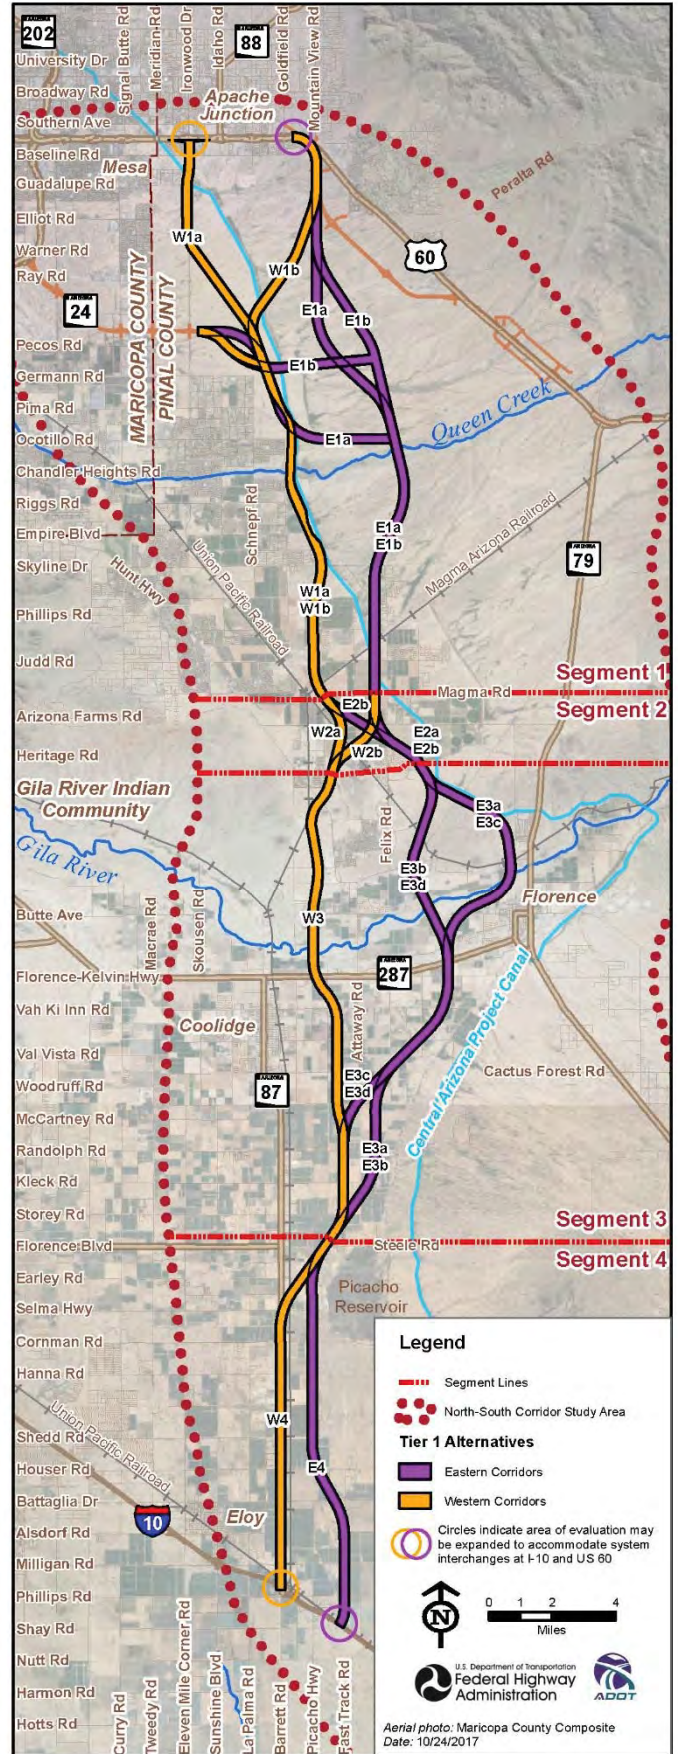 ARIZONA
202
ARIZONA
88
Signal Butte Rd
Meridian Rd
Ironwood Dr
Idaho Rd
Goldfield Rd
Mountain View Rd
University Dr
Broadway Rd
Southern Ave
Baseline Rd
Guadalupe Rd
Elliot Rd
Warner Rd
Ray Rd
Apache
Junction
Mesa
Peralta Rd
W1a
W1b
60
MARICOPA COUNTY
PINAL COUNTY
ARIZONA
24
E1a
E1b
E1b
Pecos Rd
Germann Rd
Pima Rd
Ocotillo Rd
Chandler Heights Rd
Riggs Rd
Empire Blvd
Skyline Dr
Phillips Rd
Judd Rd
E1a
Queen Creek
Schnepf Rd
E1a
E1b
Union Pacific Railroad
Magma Arizona Railroad
ARIZONA
79
Hunt Hwy
W1a
W1b
Segment 1
Magma Rd
Segment 2
Arizona Farms Rd
Heritage Rd
E2b
W2a
W2b
E2a
E2b
Gila River Indian
Community
E3a
E3c
Felix Rd
Gila River
E3b
E3d
Florence
Butte Ave
Macrae Rd
Skousen Rd
W3
Florence-Kelvin Hwy
ARIZONA
287
Vah Ki Inn Rd
Coolidge
Attaway Rd
Central Arizona Project Canal
Val Vista Rd
Woodruff Rd
Cactus Forest Rd
ARIZONA
87
E3c
E3d
McCartney Rd
Randolph Rd
E3a
E3b
Kleck Rd
Storey Rd
Segment 3
Florence Blvd
Steele Rd
Segment 4
Earley Rd
Selma Hwy
Picacho
Reservoir
Cornman Rd
Hanna Rd
Union Pacific Railroad
W4
Shedd Rd
Houser Rd
E4
Battaglia Dr
10
Eloy
Alsdorf Rd
Milligan Rd
Phillips Rd
Shay Rd
Nutt Rd
Harmon Rd
Hotts Rd
Curry Rd
Tweedy Rd
Eleven Mile Corner Rd
Sunshine Blvd
La Palma Rd
Barrett Rd
Picacho Hwy
Fast Track Rd
Legend
Segment Lines
North-South Corridor Study Area
Tier 1 Alternatives
Eastern Corridors
Western Corridors
Circles indicate area of evaluation may
be expanded to accommodate system
interchanges at I-10 and US 60
N
0 1 2 4
Miles
U.S. Department of Transportation
Federal Highway
Administration
ADOT
Aerial photo: Maricopa County Composite
Date: 10/24/2017